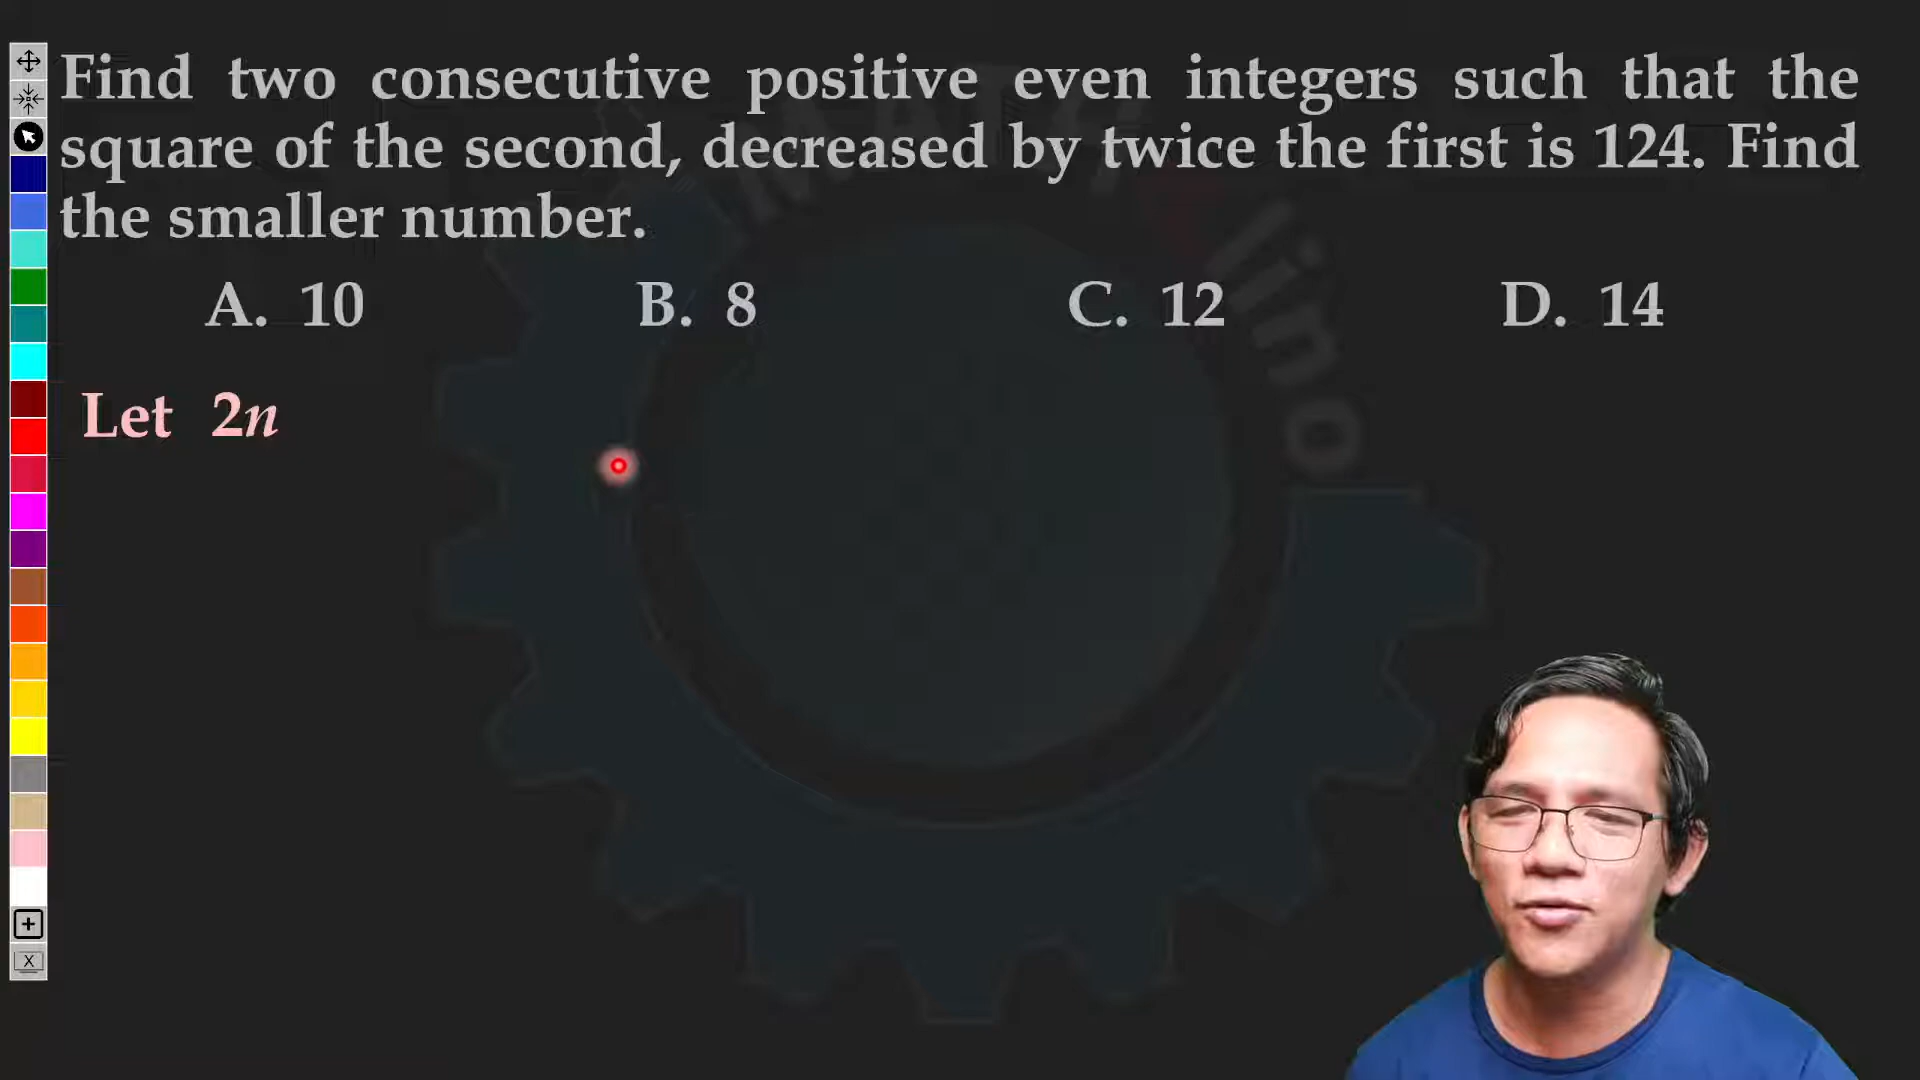 Find two consecutive positive even integers such that the
square of the second, decreased by twice the first is 124. Find
the smaller number.
A. 10 B. 8 C. 12 D. 14
Let 2n
X